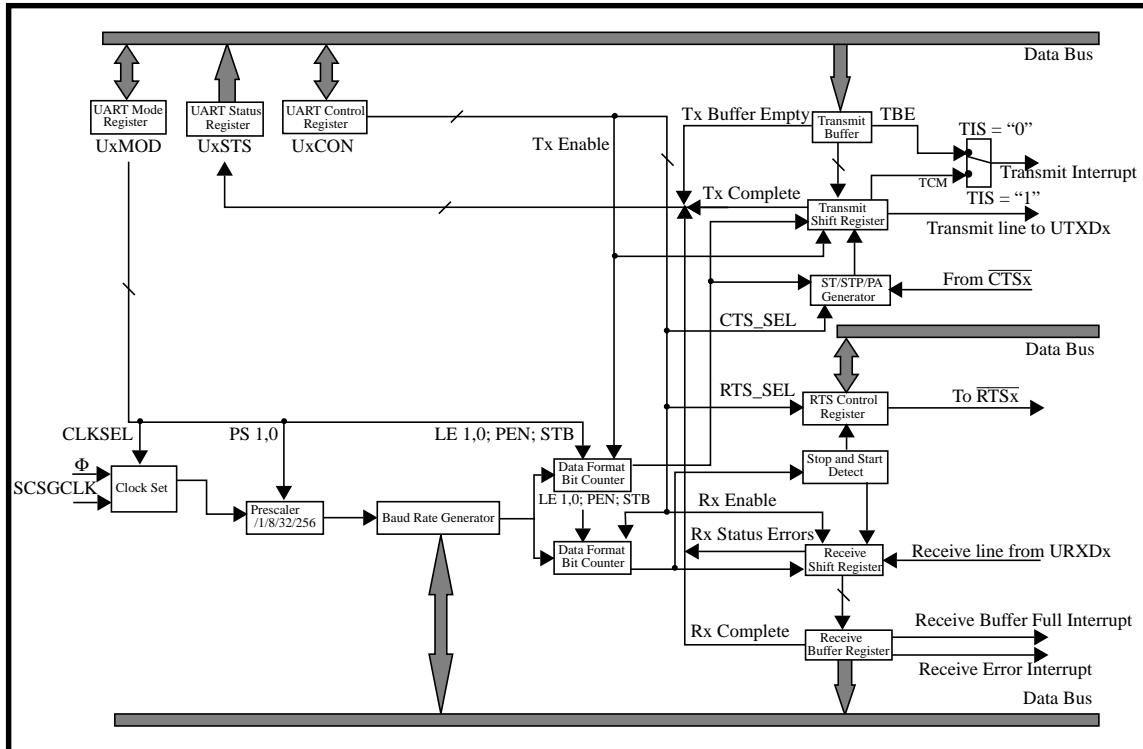 Data Bus
UART Mode
Register
UxMOD
UART Status
Register
UxSTS
UART Control
Register
UxCON
Tx Buffer Empty
Transmit
Buffer
TBE
TIS = “0”
Tx Enable
Transmit Interrupt
TCM
Tx Complete
Transmit
Shift Register
TIS = “1”
Transmit line to UTXDx
ST/STP/PA
Generator
From CTSx
CTS_SEL
Data Bus
RTS_SEL
RTS Control
Register
To RTSx
CLKSEL
PS 1,0
LE 1,0; PEN; STB
Φ
SCSGCLK
Clock Set
Data Format
Bit Counter
Stop and Start
Detect
Prescaler
/1/8/32/256
Baud Rate Generator
LE 1,0; PEN; STB
Rx Enable
Rx Status Errors
Data Format
Bit Counter
Receive
Shift Register
Receive line from URXDx
Rx Complete
Receive
Buffer Register
Receive Buffer Full Interrupt
Receive Error Interrupt
Data Bus